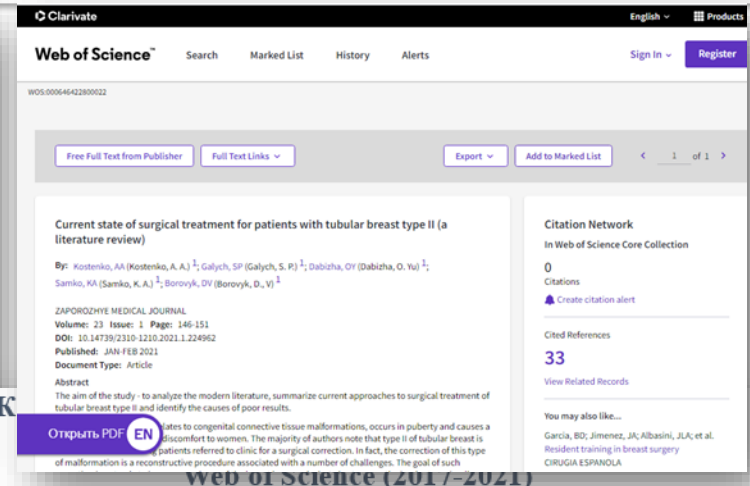 Clarivate English Products
Web of Science™ Search Marked List History Alerts Sign In Register
WOS:000646422800022
Free Full Text from Publisher Full Text Links Export Add to Marked List 1 of 1
Current state of surgical treatment for patients with tubular breast type II (a
literature review)
By: Kostenko, AA (Kostenko, A. A.) 1; Galych, SP (Galych, S. P.) 1; Dabizha, OY (Dabizha, O. Yu) 1;
Samko, KA (Samko, K. A.) 1; Borovyk, DV (Borovyk, D., V) 1
ZAPOROZHYE MEDICAL JOURNAL
Volume: 23 Issue: 1 Page: 146-151
DOI: 10.14739/2310-1210.2021.1.224962
Published: JAN-FEB 2021
Document Type: Article
Abstract
The aim of the study - to analyze the modern literature, summarize current approaches to surgical treatment of
tubular breast type II and identify the causes of poor results.
lates to congenital connective tissue malformations, occurs in puberty and causes a
discomfort to women. The majority of authors note that type II of tubular breast is
patients referred to clinic for a surgical correction. In fact, the correction of this type
of malformation is a reconstructive procedure associated with a number of challenges. The goal of such
Citation Network
In Web of Science Core Collection
0
Citations
Create citation alert
Cited References
33
View Related Records
You may also like...
Garcia, BD; Jimenez, JA; Albasini, JLA; et al.
Resident training in breast surgery
CIRUGIA ESPANOLA
К
Открыть PDF EN
Web of Science (2017-2021)